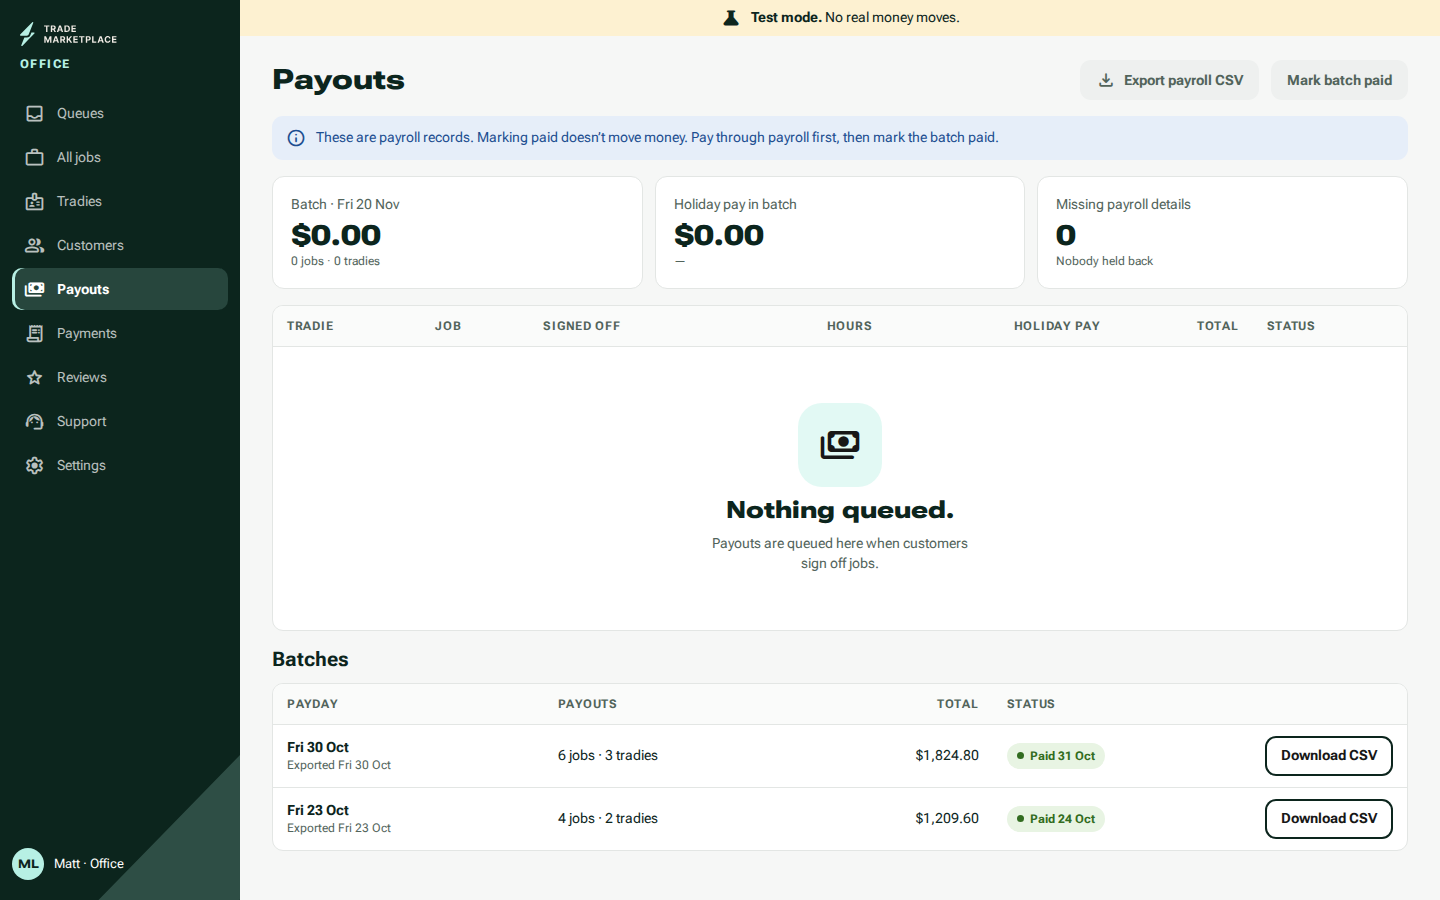 TRADE
MARKETPLACE
OFFICE
Queues
All jobs
Tradies
Customers
Payouts
Payments
Reviews
Support
Settings
ML
Matt · Office
Test mode. No real money moves.
Payouts
Export payroll CSV
Mark batch paid
These are payroll records. Marking paid doesn't move money. Pay through payroll first, then mark the batch paid.
Batch · Fri 20 Nov
$0.00
0 jobs · 0 tradies
Holiday pay in batch
$0.00
—
Missing payroll details
0
Nobody held back
TRADIE JOB SIGNED OFF HOURS HOLIDAY PAY TOTAL STATUS
Nothing queued.
Payouts are queued here when customers
sign off jobs.
Batches
PAYDAY PAYOUTS TOTAL STATUS
Fri 30 Oct
Exported Fri 30 Oct
6 jobs · 3 tradies
$1,824.80
Paid 31 Oct
Download CSV
Fri 23 Oct
Exported Fri 23 Oct
4 jobs · 2 tradies
$1,209.60
Paid 24 Oct
Download CSV